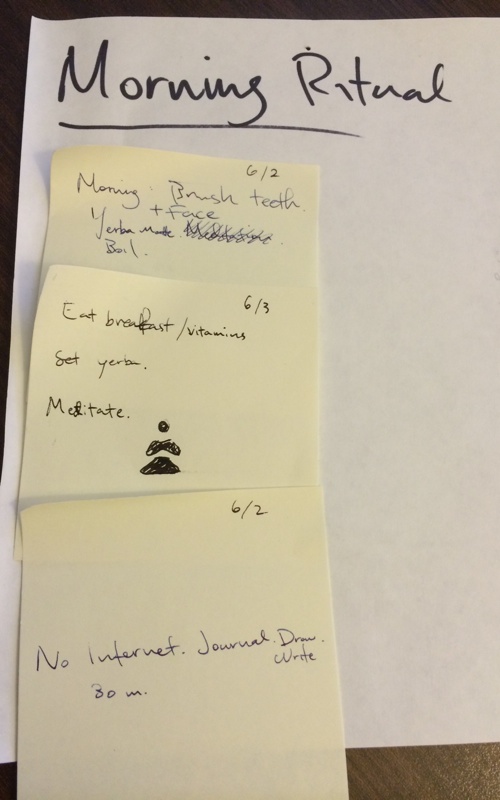 Morning Ritual
6/2
Morning: Brush teeth.
+ Face
Yerba Mate
Boil.
6/3
Eat breakfast/vitamins
Set yerba.
Meditate.
6/2
No Internet. Journal. Draw.
Write
30 m.